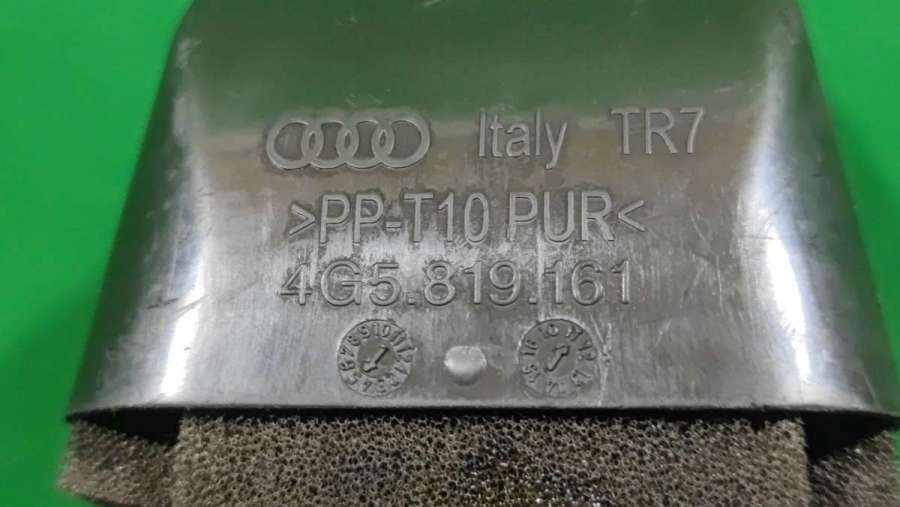 Italy TR7
>PP-T10 PUR<
4G5.819.161